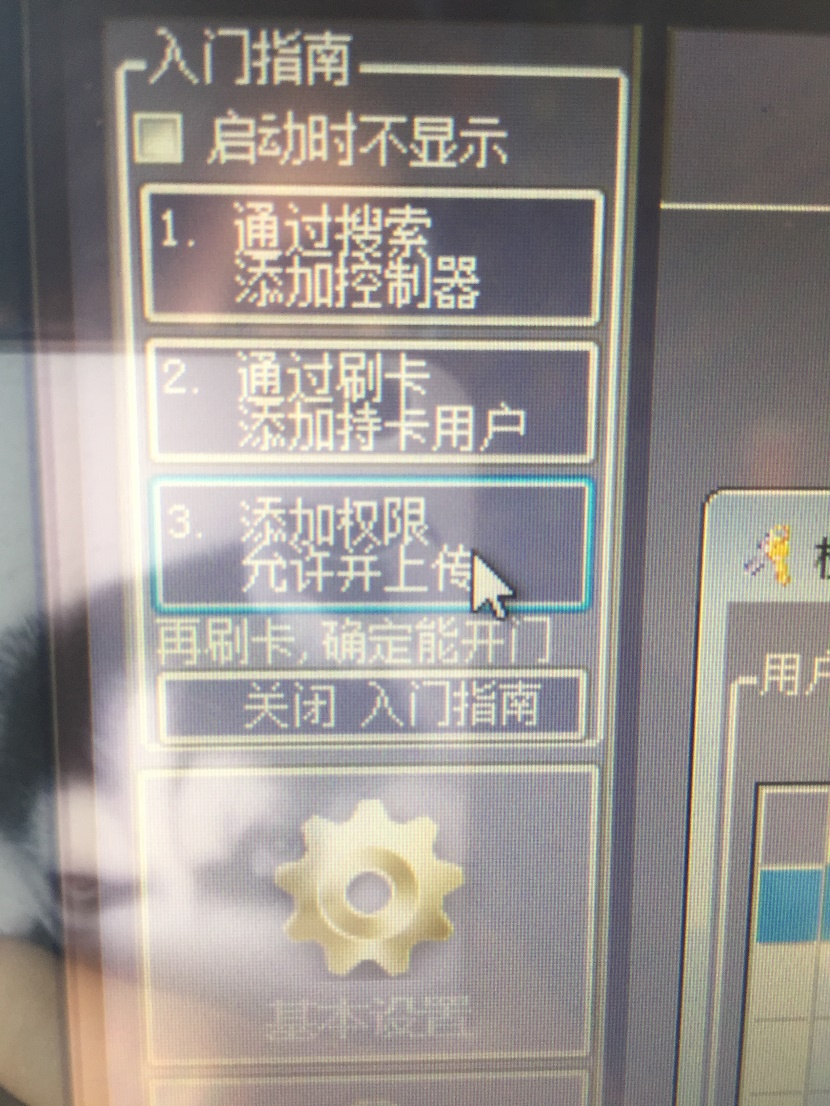 入门指南
启动时不显示
1. 通过搜索
添加控制器
2. 通过刷卡
添加持卡用户
3. 添加权限
允许并上传
再刷卡,确定能开门
关闭 入门指南
基本设置
用户